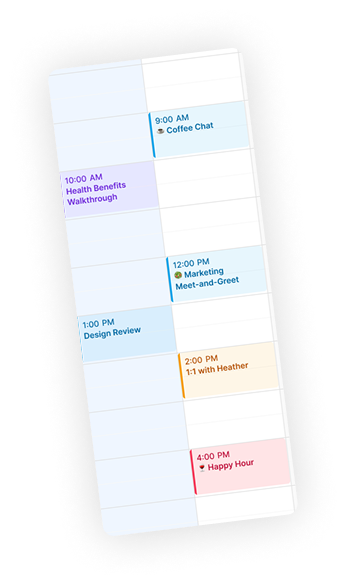 9:00 AM
☕ Coffee Chat
10:00 AM
Health Benefits
Walkthrough
12:00 PM
Marketing
Meet-and-Greet
1:00 PM
Design Review
2:00 PM
1:1 with Heather
4:00 PM
🍷 Happy Hour